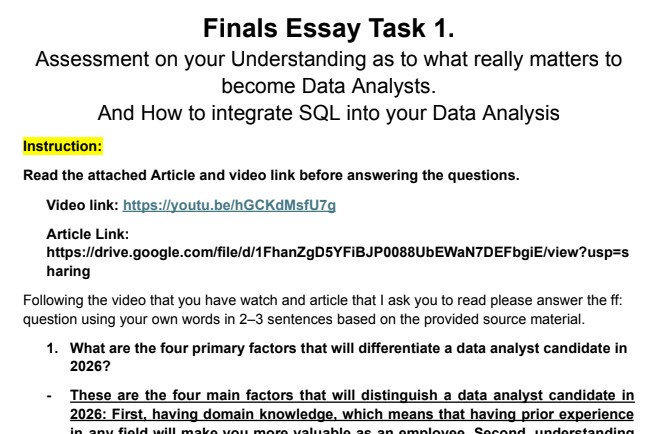 Finals Essay Task 1.
Assessment on your Understanding as to what really matters to
become Data Analysts.
And How to integrate SQL into your Data Analysis
Instruction:
Read the attached Article and video link before answering the questions.
Video link: https://youtu.be/hGCKdMsfU7g
Article Link:
https://drive.google.com/file/d/1FhanZgD5YFiBJP0088UbEWaN7DEFbgiE/view?usp=s
haring
Following the video that you have watch and article that I ask you to read please answer the ff:
question using your own words in 2–3 sentences based on the provided source material.
1. What are the four primary factors that will differentiate a data analyst candidate in
2026?
- These are the four main factors that will distinguish a data analyst candidate in
2026: First, having domain knowledge, which means that having prior experience
in any field will make you more valuable as an employee. Second, understanding